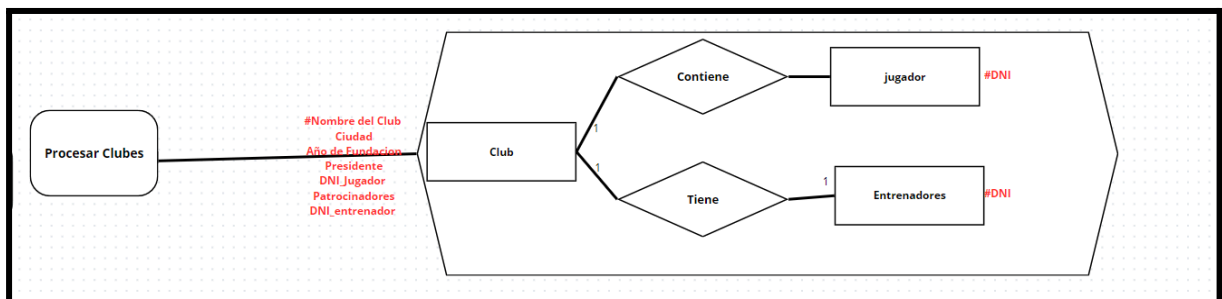 Procesar Clubes
#Nombre del Club
Ciudad
Año de Fundacion
Presidente
DNI_Jugador
Patrocinadores
DNI_entrenador
Club
1
1
Contiene
jugador
#DNI
Tiene
1
Entrenadores
#DNI